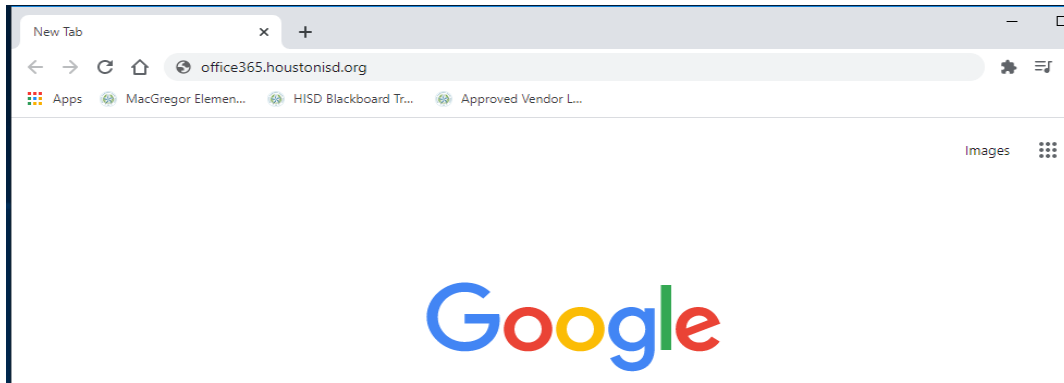 New Tab
office365.houstonisd.org
Apps MacGregor Elemen... HISD Blackboard Tr... Approved Vendor L...
Images
Google